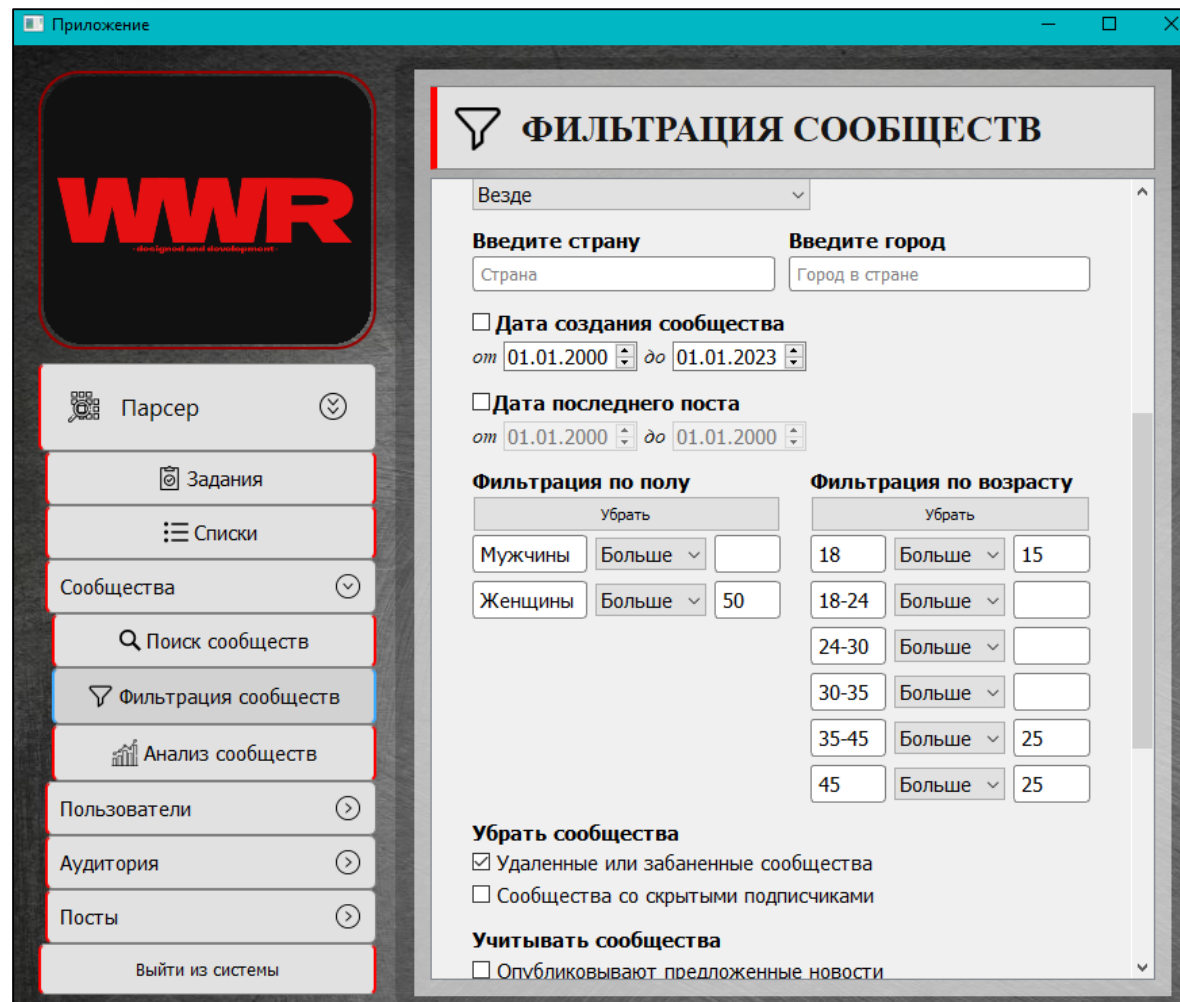 Приложение
WWR
-designed and development-
Парсер
Задания
Списки
Сообщества
Поиск сообществ
Фильтрация сообществ
Анализ сообществ
Пользователи
Аудитория
Посты
Выйти из системы
ФИЛЬТРАЦИЯ СООБЩЕСТВ
Везде
Введите страну Введите город
Страна Город в стране
Дата создания сообщества
от 01.01.2000 до 01.01.2023
Дата последнего поста
от 01.01.2000 до 01.01.2000
Фильтрация по полу Фильтрация по возрасту
Убрать Убрать
Мужчины Больше 18 Больше 15
Женщины Больше 50 18-24 Больше
24-30 Больше
30-35 Больше
35-45 Больше 25
45 Больше 25
Убрать сообщества
Удаленные или забаненные сообщества
Сообщества со скрытыми подписчиками
Учитывать сообщества
Опубликовывают предложенные новости